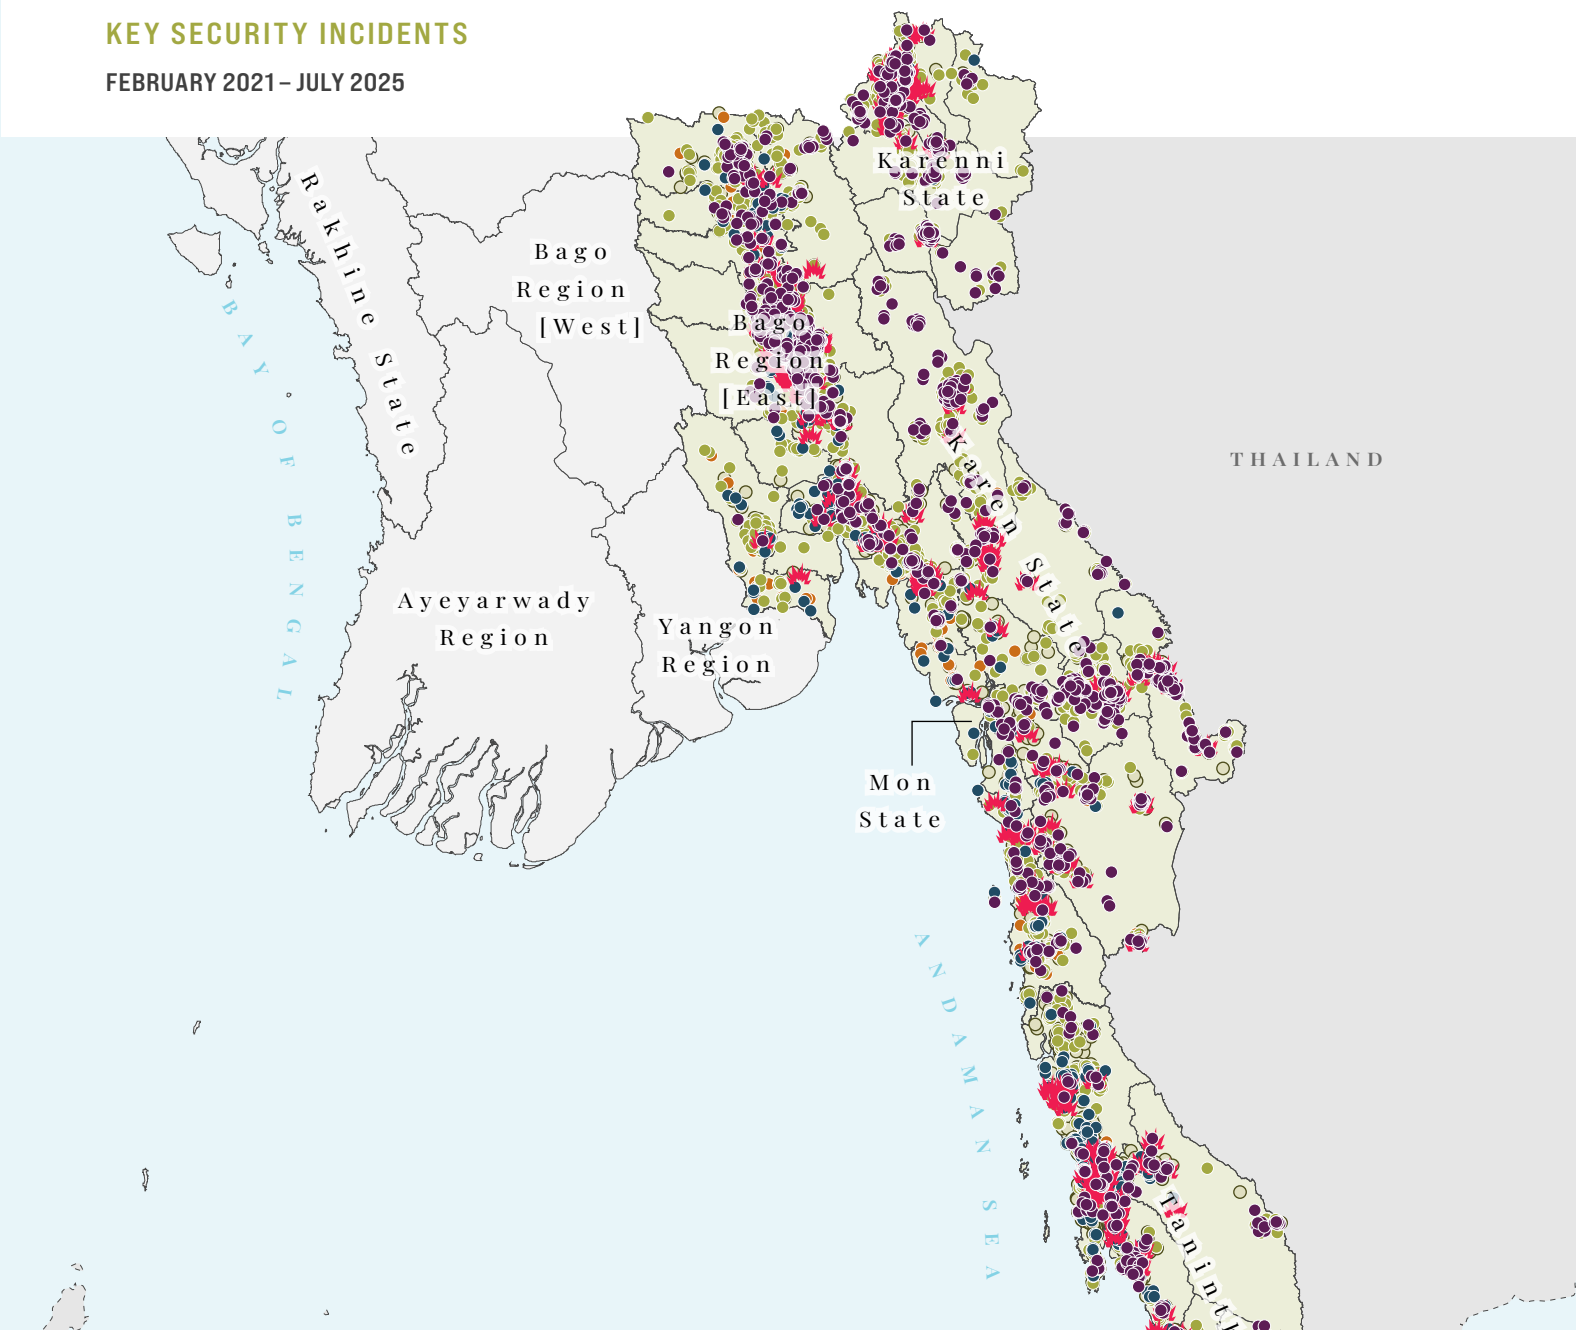 KEY SECURITY INCIDENTS
FEBRUARY 2021–JULY 2025
Karenni
State
Rakhine State
Bago
Region
[West]
Bago
Region
[East]
BAY OF BENGAL
THAILAND
Karen State
Ayeyarwady
Region
Yangon
Region
Mon
State
ANDAMAN SEA